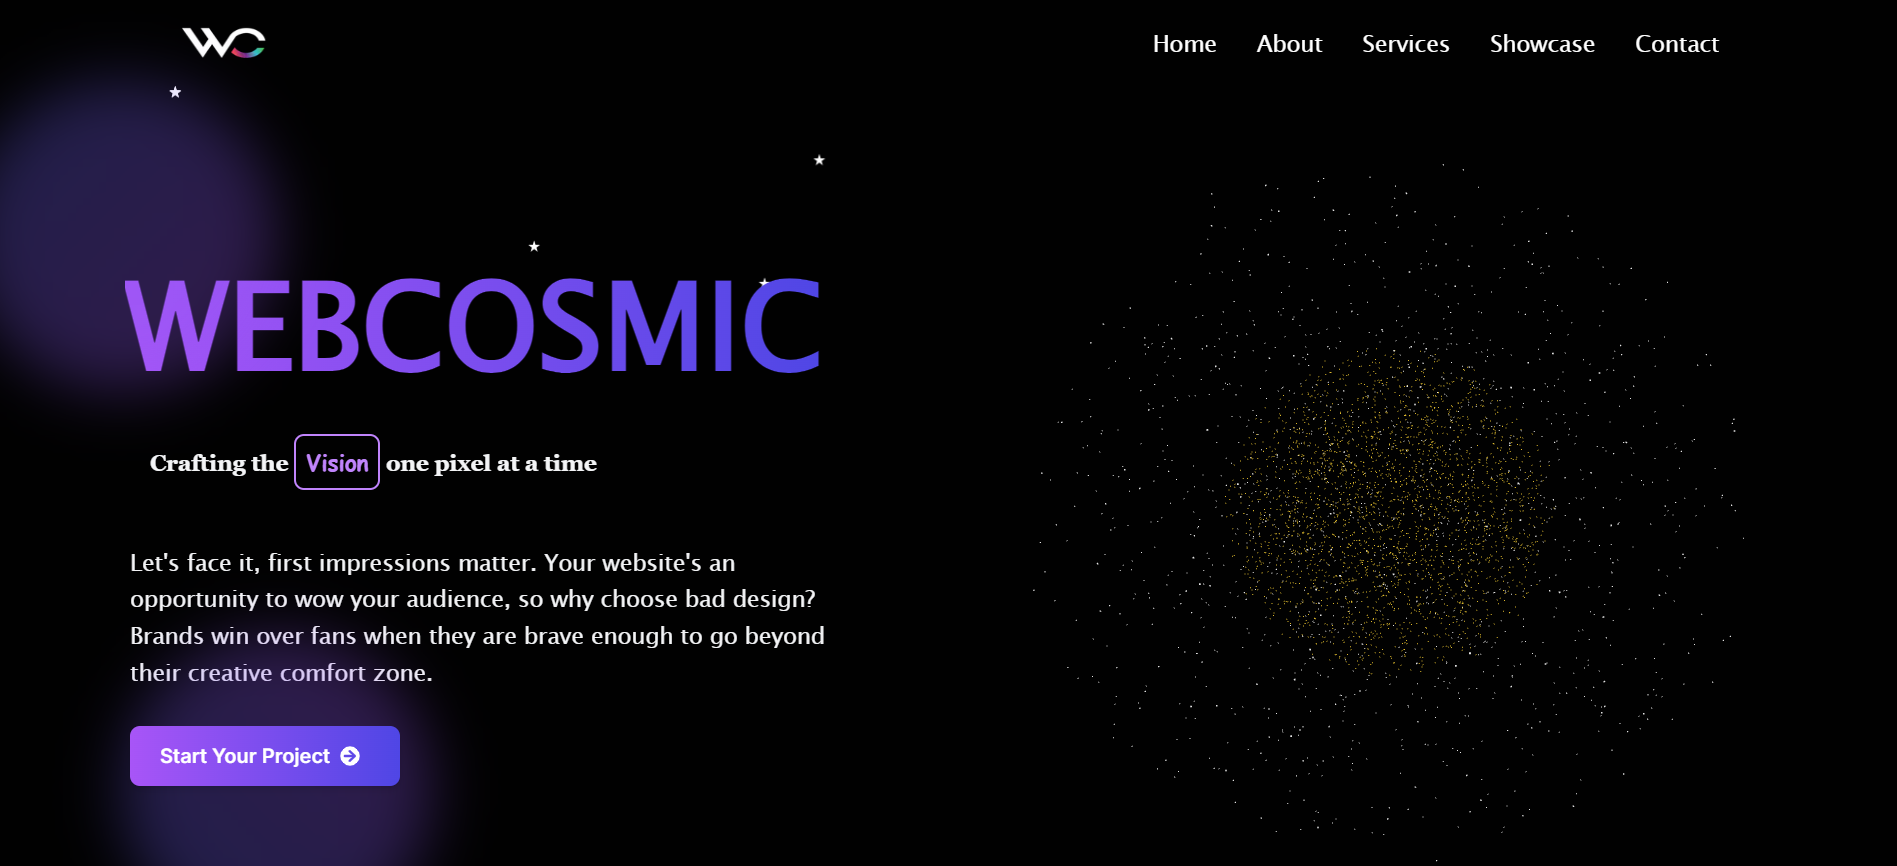 WC
Home About Services Showcase Contact
WEBCOSMIC
Crafting the Vision one pixel at a time
Let's face it, first impressions matter. Your website's an
opportunity to wow your audience, so why choose bad design?
Brands win over fans when they are brave enough to go beyond
their creative comfort zone.
Start Your Project